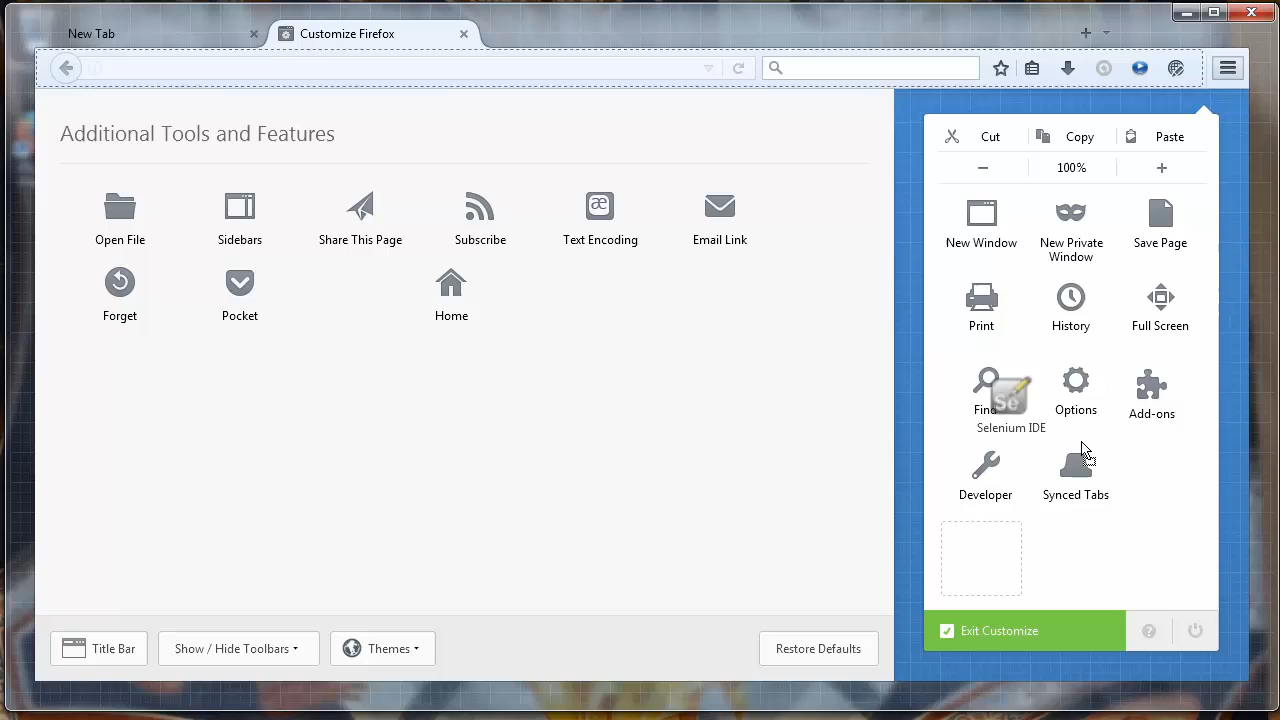 New Tab
Customize Firefox
Additional Tools and Features
Open File
Sidebars
Share This Page
Subscribe
Text Encoding
Email Link
Forget
Pocket
Home
Cut
Copy
Paste
100%
New Window
New Private
Window
Save Page
Print
History
Full Screen
Find
Options
Add-ons
Se
Selenium IDE
Developer
Synced Tabs
Exit Customize
Title Bar
Show / Hide Toolbars
Themes
Restore Defaults